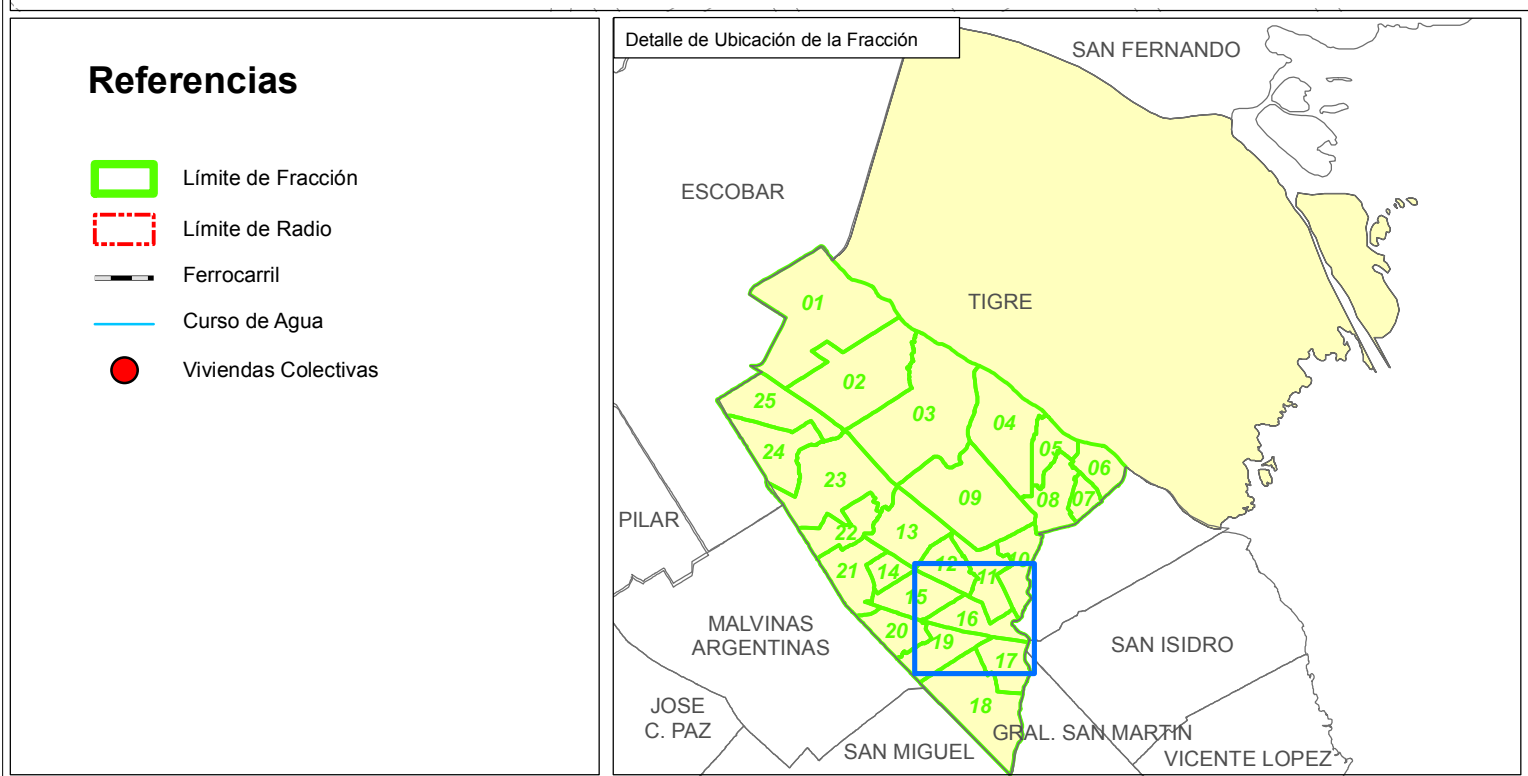 Referencias
Límite de Fracción
Límite de Radio
Ferrocarril
Curso de Agua
Viviendas Colectivas
Detalle de Ubicación de la Fracción
SAN FERNANDO
ESCOBAR
TIGRE
01
02
25
03
04
24
05
06
23
09
08
07
PILAR
22
13
10
12
21
14
11
15
16
MALVINAS
ARGENTINAS
20
19
17
SAN ISIDRO
JOSE
C. PAZ
18
GRAL. SAN MARTIN
SAN MIGUEL
VICENTE LOPEZ